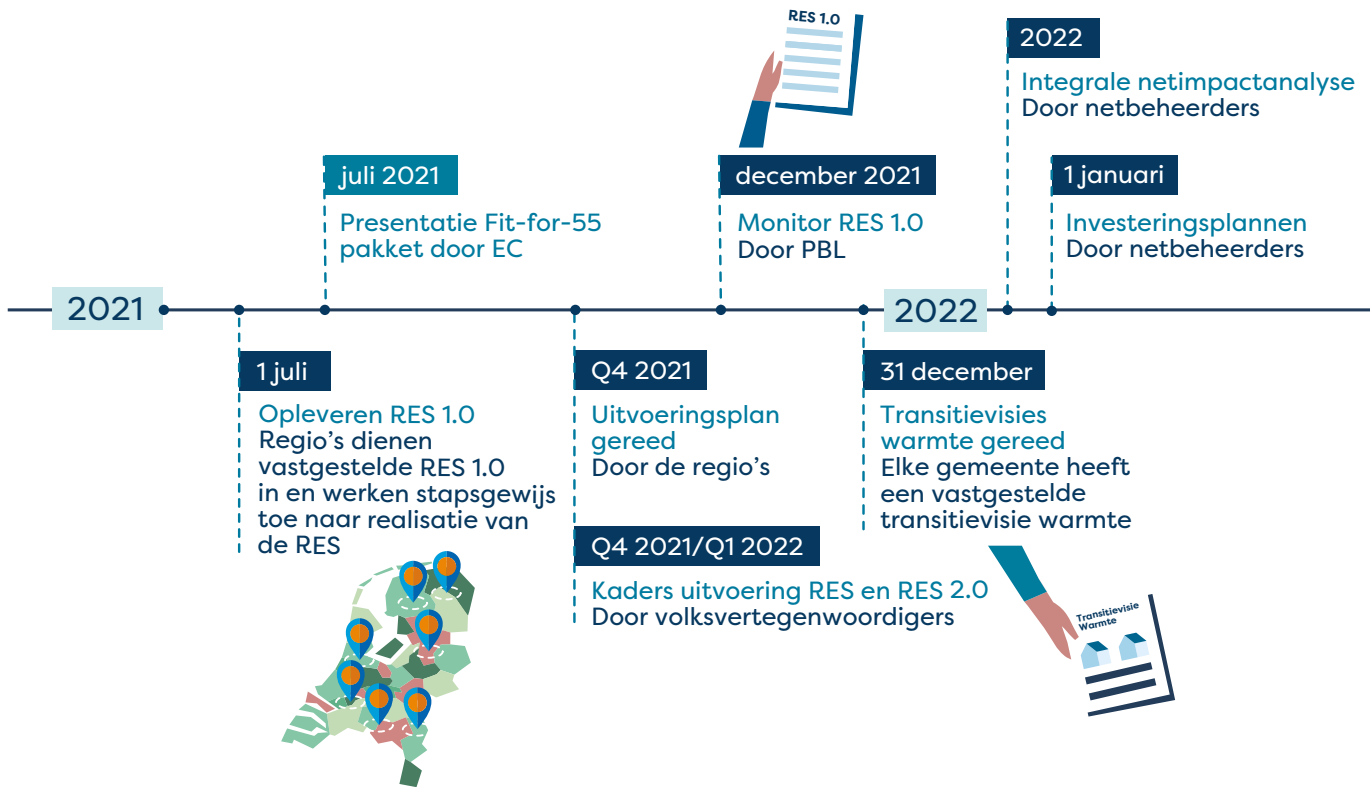 RES 1.0
2022
Integrale netimpactanalyse
Door netbeheerders
juli 2021
Presentatie Fit-for-55
pakket door EC
december 2021
Monitor RES 1.0
Door PBL
1 januari
Investeringsplannen
Door netbeheerders
2021
2022
1 juli
Opleveren RES 1.0
Regio's dienen
vastgestelde RES 1.0
in en werken stapsgewijs
toe naar realisatie van
de RES
Q4 2021
Uitvoeringsplan
gereed
Door de regio's
Q4 2021/Q1 2022
Kaders uitvoering RES en RES 2.0
Door volksvertegenwoordigers
31 december
Transitievisies
warmte gereed
Elke gemeente heeft
een vastgestelde
transitievisie warmte
Transitievisie
Warmte